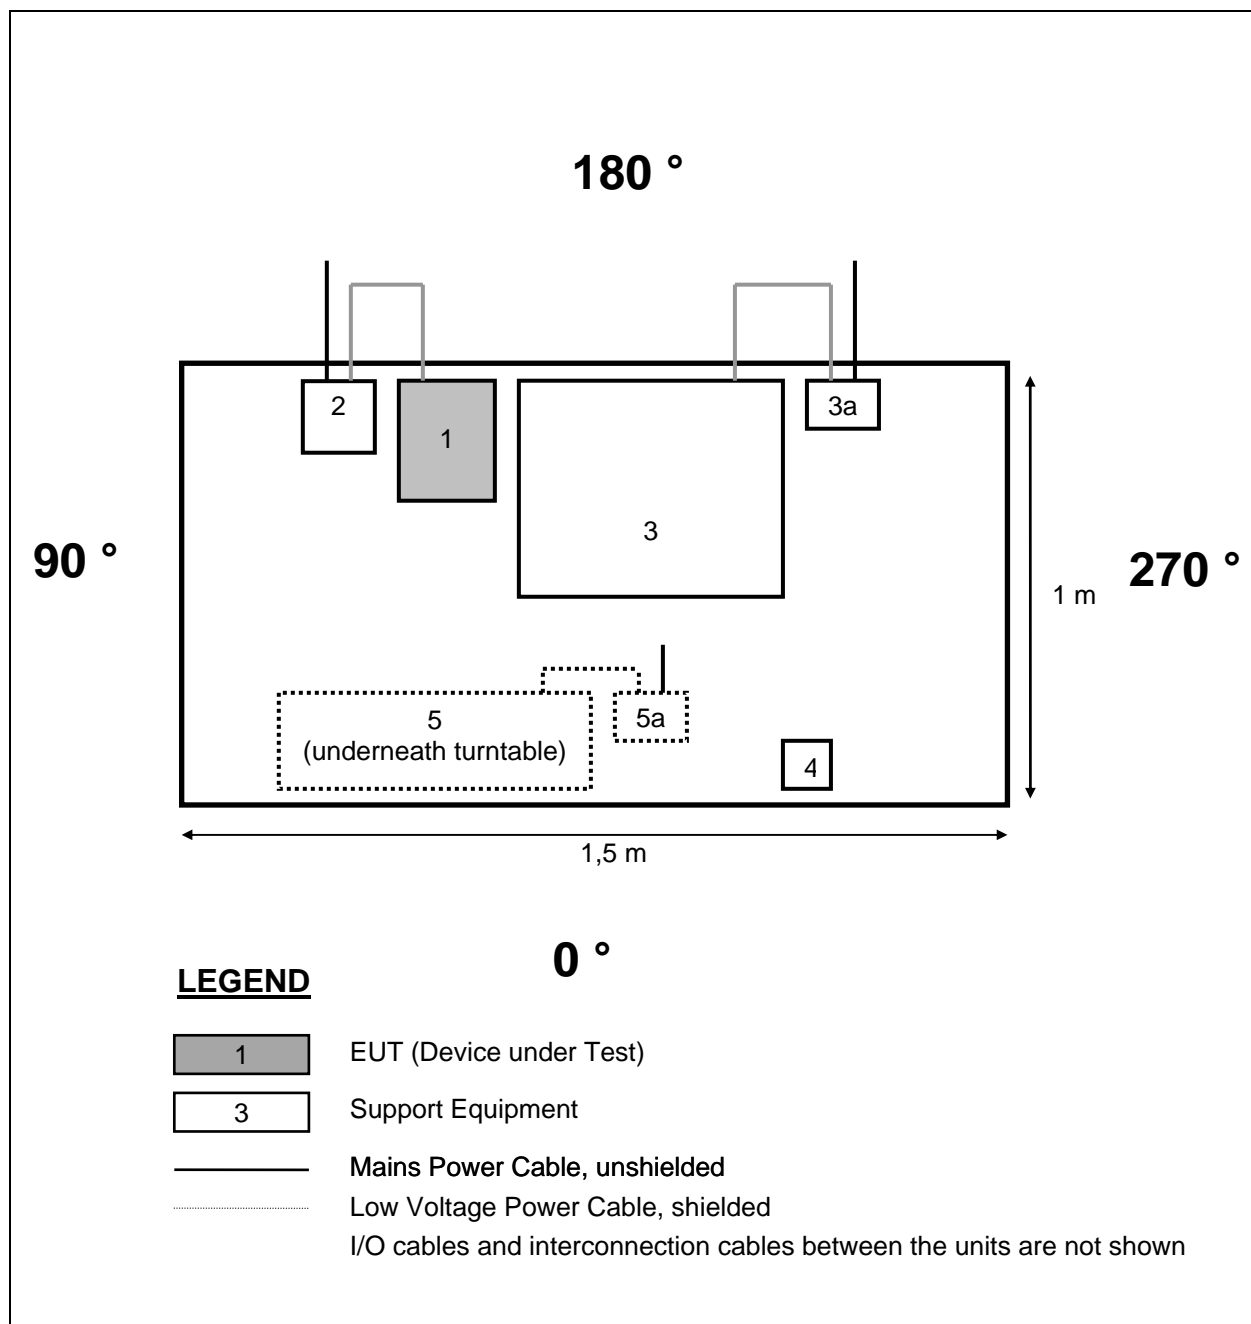 180 °
2
1
3a
3
90 °
270 °
1 m
5
(underneath turntable)
5a
4
1,5 m
0 °
LEGEND
1 EUT (Device under Test)
3 Support Equipment
Mains Power Cable, unshielded
Low Voltage Power Cable, shielded
I/O cables and interconnection cables between the units are not shown